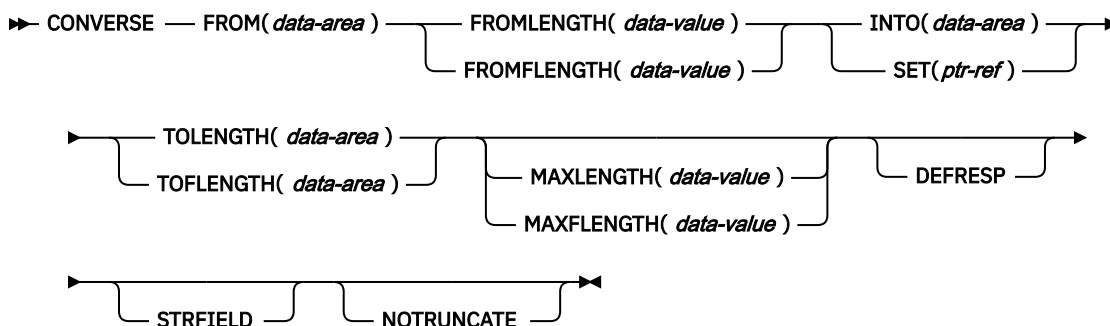 CONVERSE FROM( data-area ) FROMLENGTH( data-value ) INTO( data-area )
FROMFLENGTH( data-value ) SET( ptr-ref )
TOLENGTH( data-area )
TOFLENGTH( data-area ) MAXLENGTH( data-value ) DEFRESP
MAXFLENGTH( data-value )
STRFIELD NOTRUNCATE